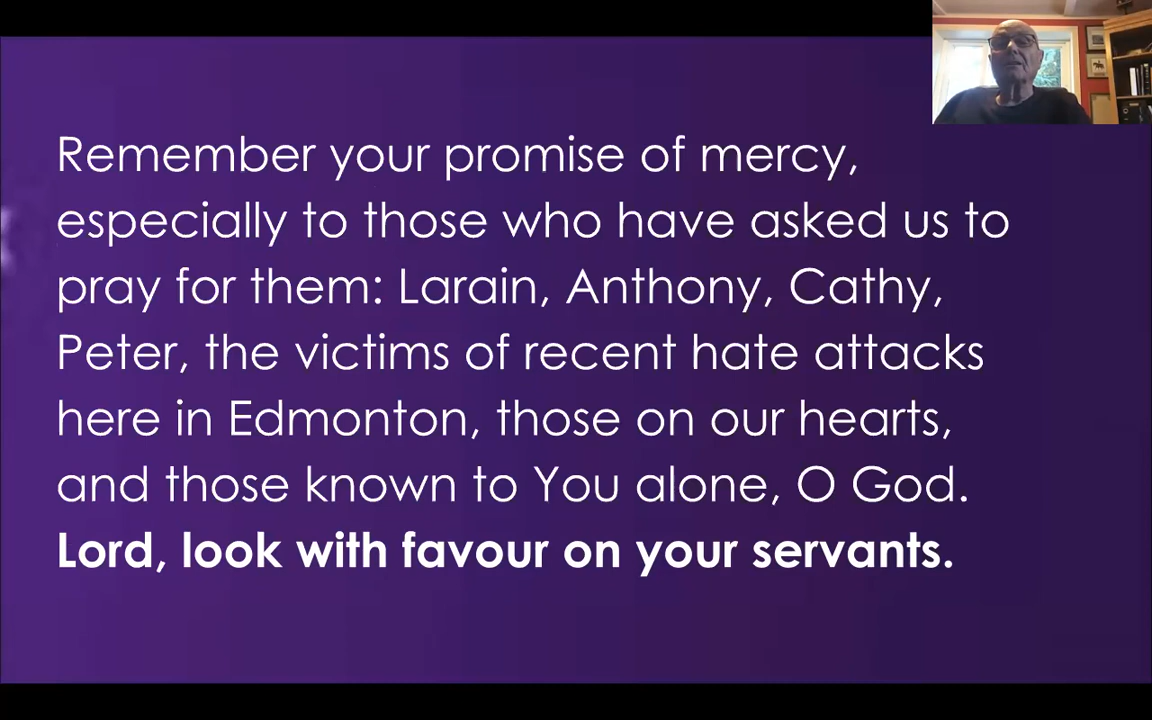 Remember your promise of mercy,
especially to those who have asked us to
pray for them: Larain, Anthony, Cathy,
Peter, the victims of recent hate attacks
here in Edmonton, those on our hearts,
and those known to You alone, O God.
Lord, look with favour on your servants.